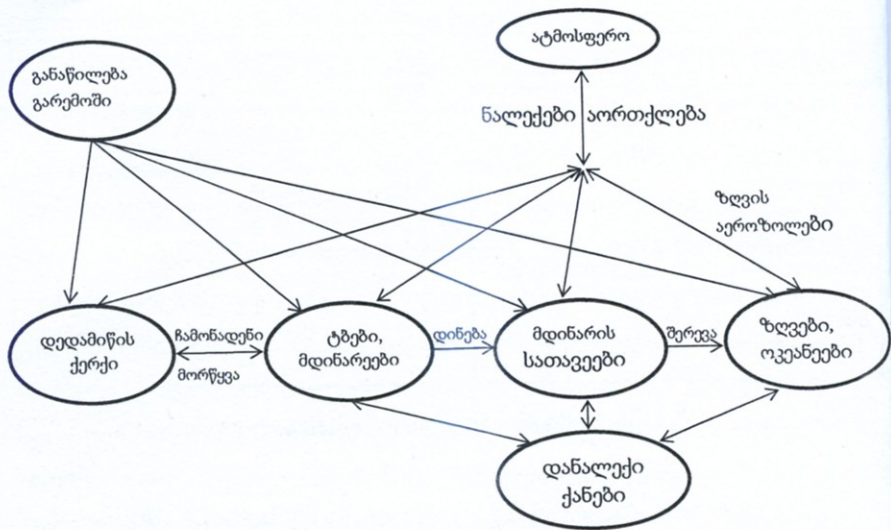 ატმოსფერო
განაწილება
გარემოში
ნალექები აორთქლება
ზღვის
აეროზოლები
დედამიწის
ქერქი
ჩამონადენი
მორწყვა
ტბები,
მდინარეები
დინება
მდინარის
სათავეები
შერევა
ზღვები,
ოკეანეები
დანალექი
ქანები